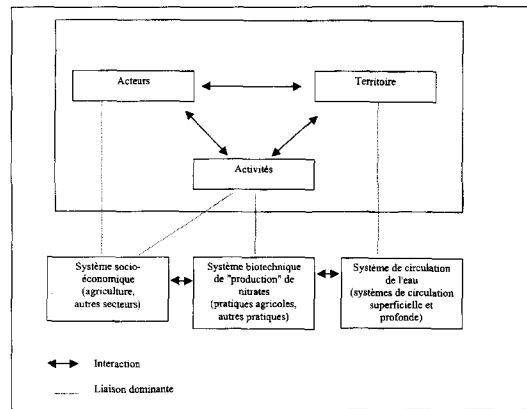 Acteurs
Territoire
Activités
Système socio-
économique
(agriculture,
autres secteurs)
Système biotechnique
de "production" de
nitrates
(pratiques agricoles,
autres pratiques)
Système de circulation
de l'eau
(systèmes de circulation
superficielle et
profonde)
Interaction
Liaison dominante